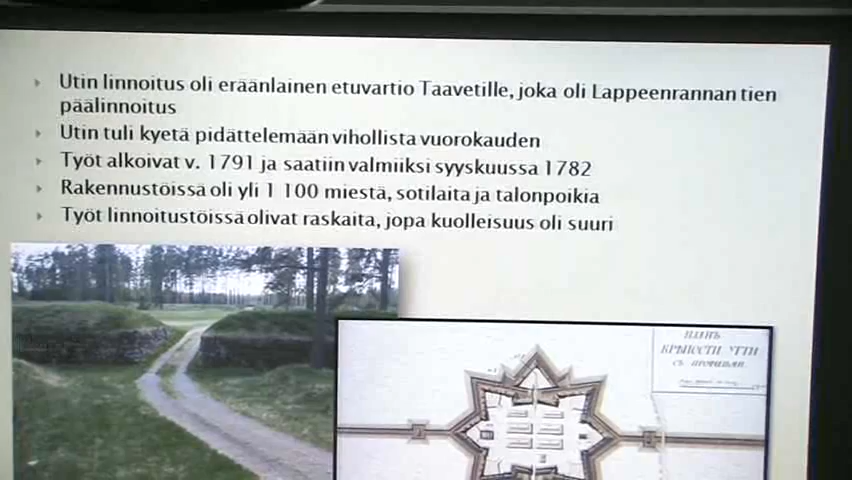 Utin linnoitus oli eräänlainen etuvartio Taavetille, joka oli Lappeenrannan tien
päälinnoitus
Utin tuli kyetä pidättelemään vihollista vuorokauden
Työt alkoivat v. 1791 ja saatiin valmiiksi syyskuussa 1782
Rakennustöissä oli yli 1 100 miestä, sotilaita ja talonpoikia
Työt linnoitustöissä olivat raskaita, jopa kuolleisuus oli suuri
ПЛАНЪ
КРѢПОСТИ УТТИ